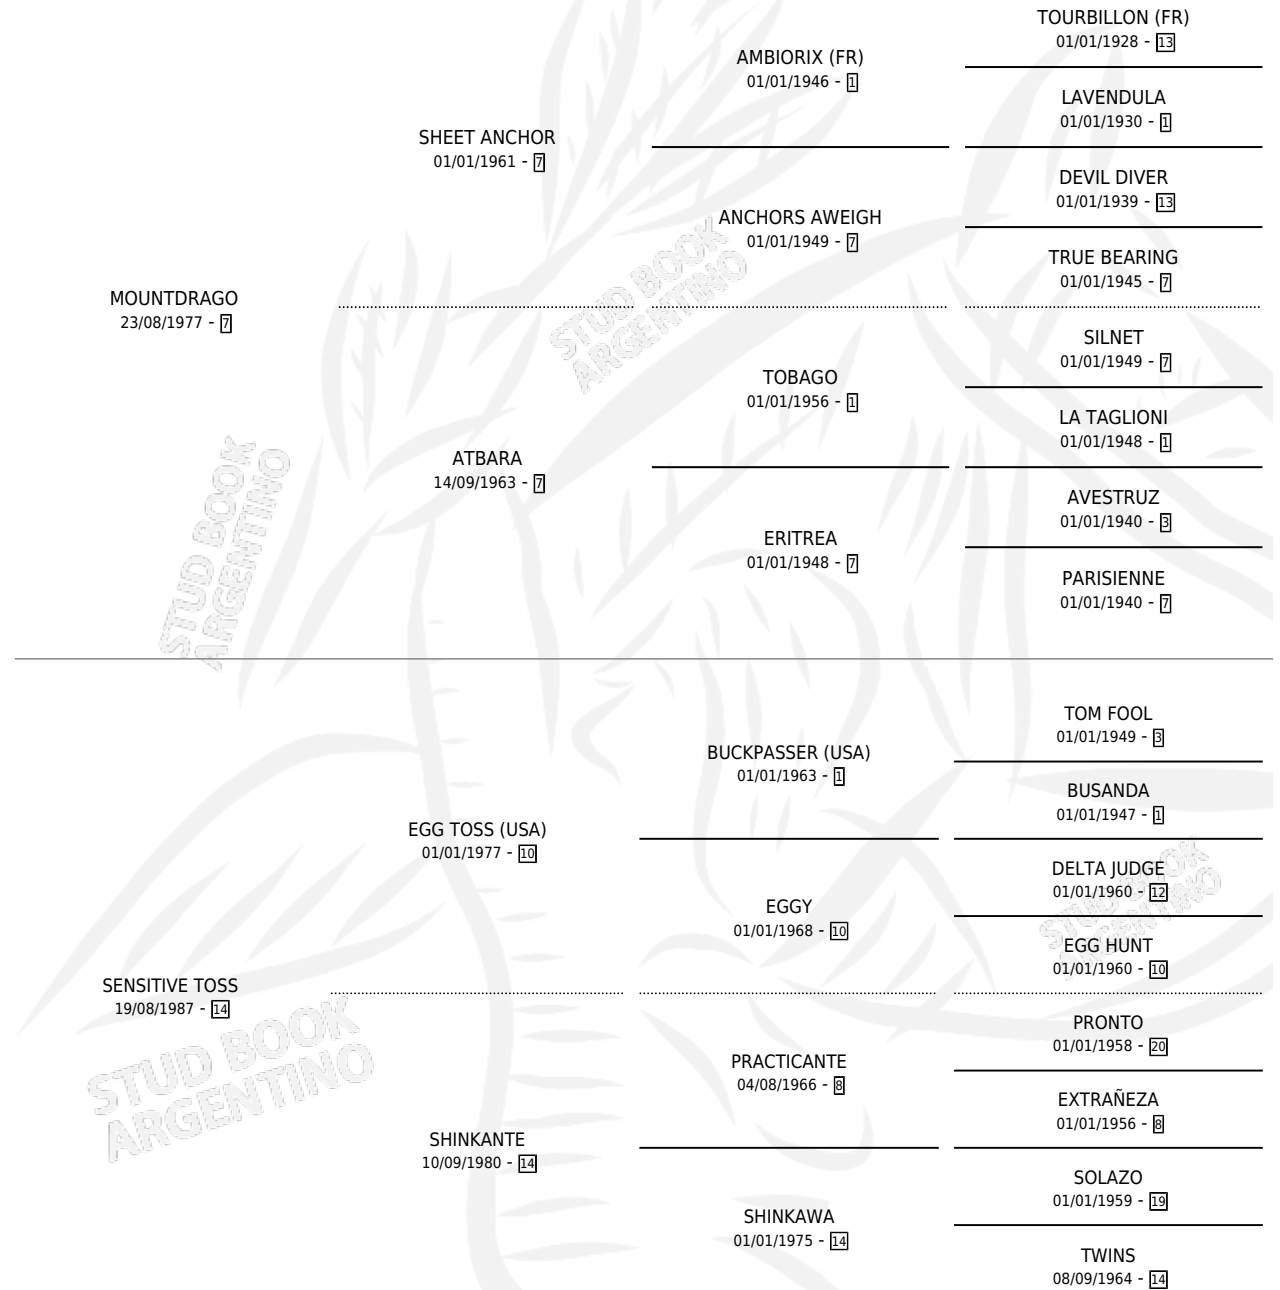 TOURBILLON (FR)
01/01/1928 - 13
AMBIORIX (FR)
01/01/1946 - 1
LAVENDULA
01/01/1930 - 1
SHEET ANCHOR
01/01/1961 - 7
DEVIL DIVER
01/01/1939 - 13
ANCHORS AWEIGH
01/01/1949 - 7
TRUE BEARING
01/01/1945 - 7
MOUNTDRAGO
23/08/1977 - 7
SILNET
01/01/1949 - 7
TOBAGO
01/01/1956 - 1
LA TAGLIONI
01/01/1948 - 1
ATBARA
14/09/1963 - 7
AVESTRUZ
01/01/1940 - 3
ERITREA
01/01/1948 - 7
PARISIENNE
01/01/1940 - 7
STUD BOOK
ARGENTINO
STUD BOOK
ARGENTINO
TOM FOOL
01/01/1949 - 3
BUCKPASSER (USA)
01/01/1963 - 1
BUSANDA
01/01/1947 - 1
EGG TOSS (USA)
01/01/1977 - 10
DELTA JUDGE
01/01/1960 - 12
EGGY
01/01/1968 - 10
EGG HUNT
01/01/1960 - 10
SENSITIVE TOSS
19/08/1987 - 14
PRONTO
01/01/1958 - 20
PRACTICANTE
04/08/1966 - 8
EXTRAÑEZA
01/01/1956 - 8
SHINKANTE
10/09/1980 - 14
SOLAZO
01/01/1959 - 19
SHINKAWA
01/01/1975 - 14
TWINS
08/09/1964 - 14
STUD BOOK
ARGENTINO
STUD BOOK
ARGENTINO